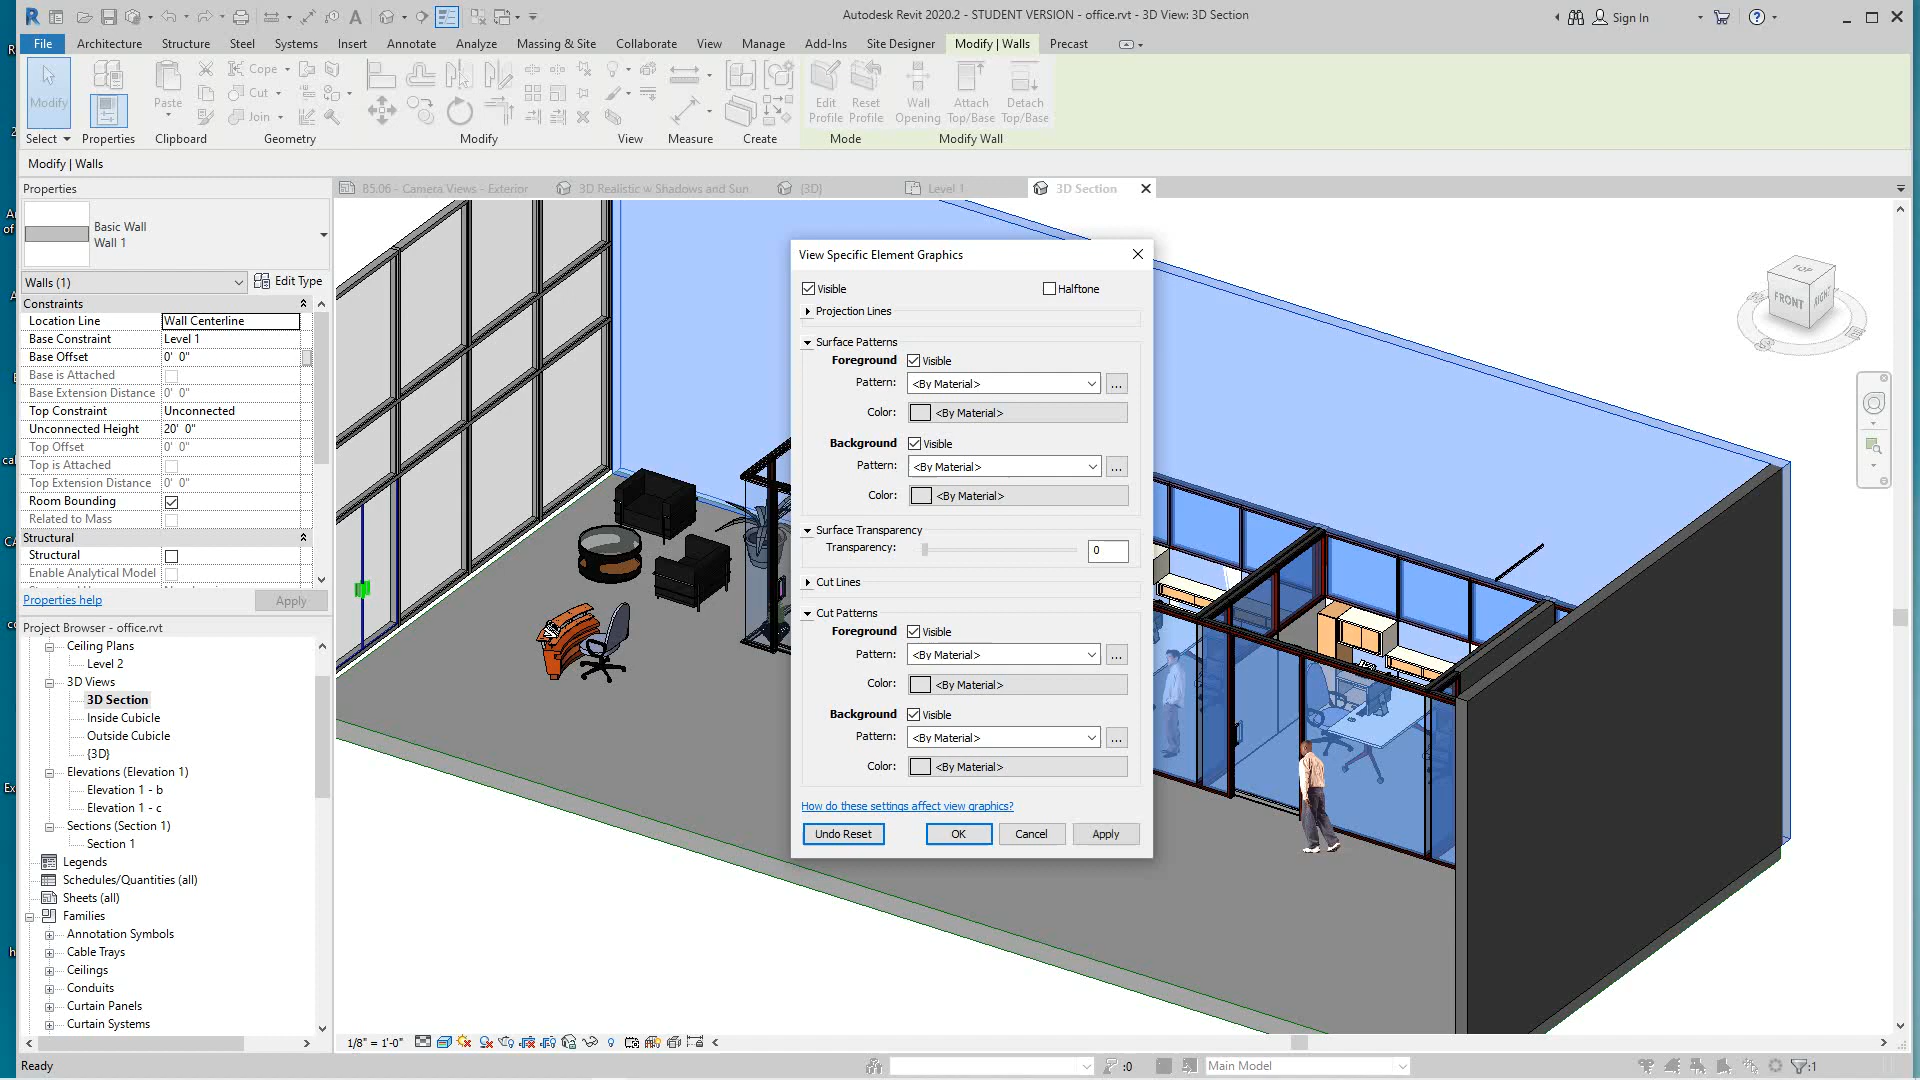 Autodesk Revit 2020.2 - STUDENT VERSION - office.rvt - 3D View: 3D Section
Sign In
File
Architecture
Structure
Steel
Systems
Insert
Annotate
Analyze
Massing & Site
Collaborate
View
Manage
Add-Ins
Site Designer
Modify | Walls
Precast
Modify
Paste
Cope
Cut
Join
Edit
Profile
Reset
Profile
Wall
Opening
Attach
Top/Base
Detach
Top/Base
Select
Properties
Clipboard
Geometry
Modify
View
Measure
Create
Mode
Modify Wall
Modify | Walls
Properties
B5.06 - Camera Views - Exterior
3D Realistic w Shadows and Sun
{3D}
Level 1
3D Section
Basic Wall
Wall 1
Walls (1)
Edit Type
Constraints
Location Line Wall Centerline
Base Constraint Level 1
Base Offset 0' 0"
Base is Attached
Base Extension Distance 0' 0"
Top Constraint Unconnected
Unconnected Height 20' 0"
Top Offset 0' 0"
Top is Attached
Top Extension Distance 0' 0"
Room Bounding
Related to Mass
Structural
Structural
Enable Analytical Model
Properties help
Apply
Project Browser - office.rvt
Ceiling Plans
Level 2
3D Views
3D Section
Inside Cubicle
Outside Cubicle
{3D}
Elevations (Elevation 1)
Elevation 1 - b
Elevation 1 - c
Sections (Section 1)
Section 1
Legends
Schedules/Quantities (all)
Sheets (all)
Families
Annotation Symbols
Cable Trays
Ceilings
Conduits
Curtain Panels
Curtain Systems
View Specific Element Graphics
Visible
Halftone
Projection Lines
Surface Patterns
Foreground Visible
Pattern: <By Material> ...
Color: <By Material>
Background Visible
Pattern: <By Material> ...
Color: <By Material>
Surface Transparency
Transparency: 0
Cut Lines
Cut Patterns
Foreground Visible
Pattern: <By Material> ...
Color: <By Material>
Background Visible
Pattern: <By Material> ...
Color: <By Material>
How do these settings affect view graphics?
Undo Reset
OK
Cancel
Apply
TOP
FRONT
RIGHT
1/8" = 1'-0"
Ready
:0
Main Model
:1